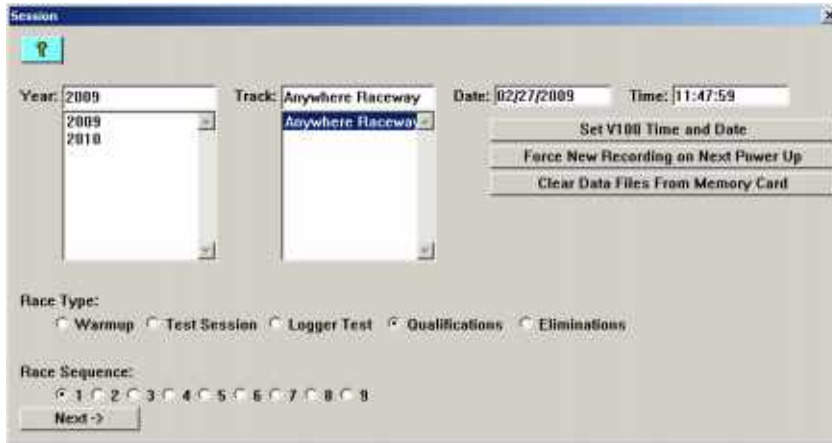 Session
?
Year: 2009 Track: Anywhere Raceway Date: 02/27/2009 Time: 11:47:59
2009 Anywhere Raceway
2010
Set V100 Time and Date
Force New Recording on Next Power Up
Clear Data Files From Memory Card
Race Type:
Warmup Test Session Logger Test Qualifications Eliminations
Race Sequence:
1 2 3 4 5 6 7 8 9
Next ->